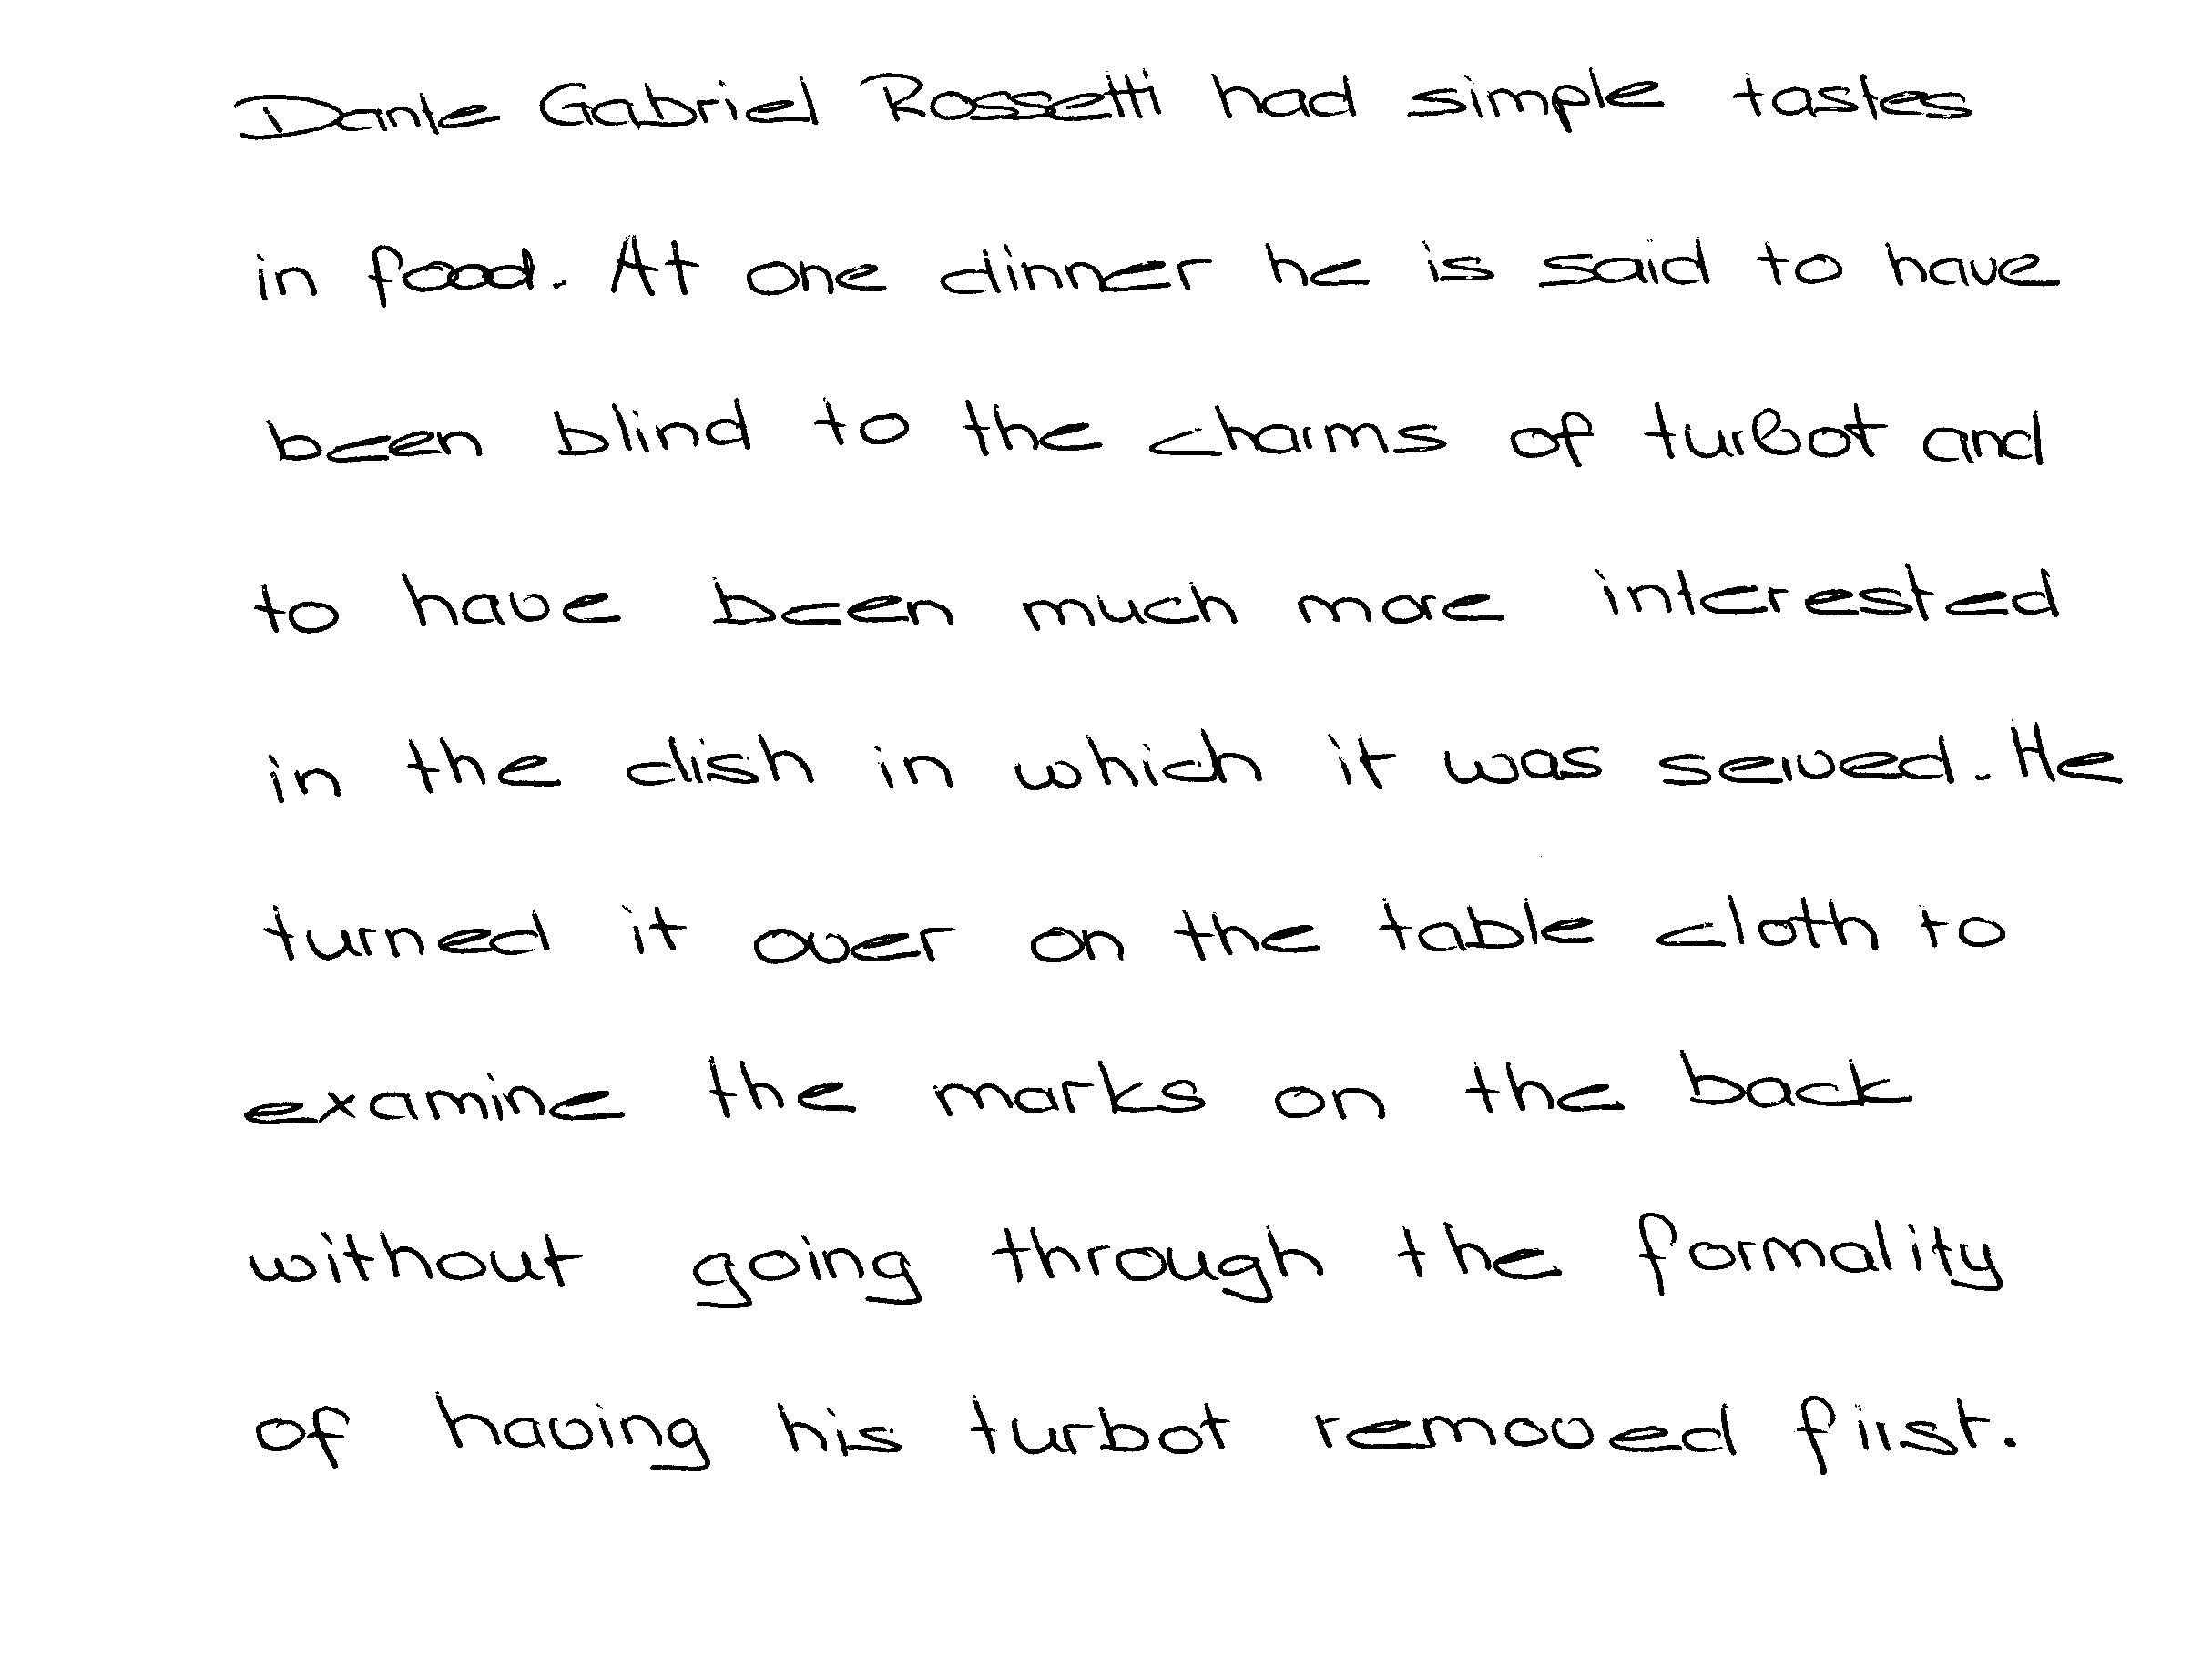 Dante Gabriel Rossetti had simple tastes
in food. At one dinner he is said to have
been blind to the charms of turbot and
to have been much more interested
in the dish in which it was served. He
turned it over on the table cloth to
examine the marks on the back
without going through the formality
of having his turbot removed first.